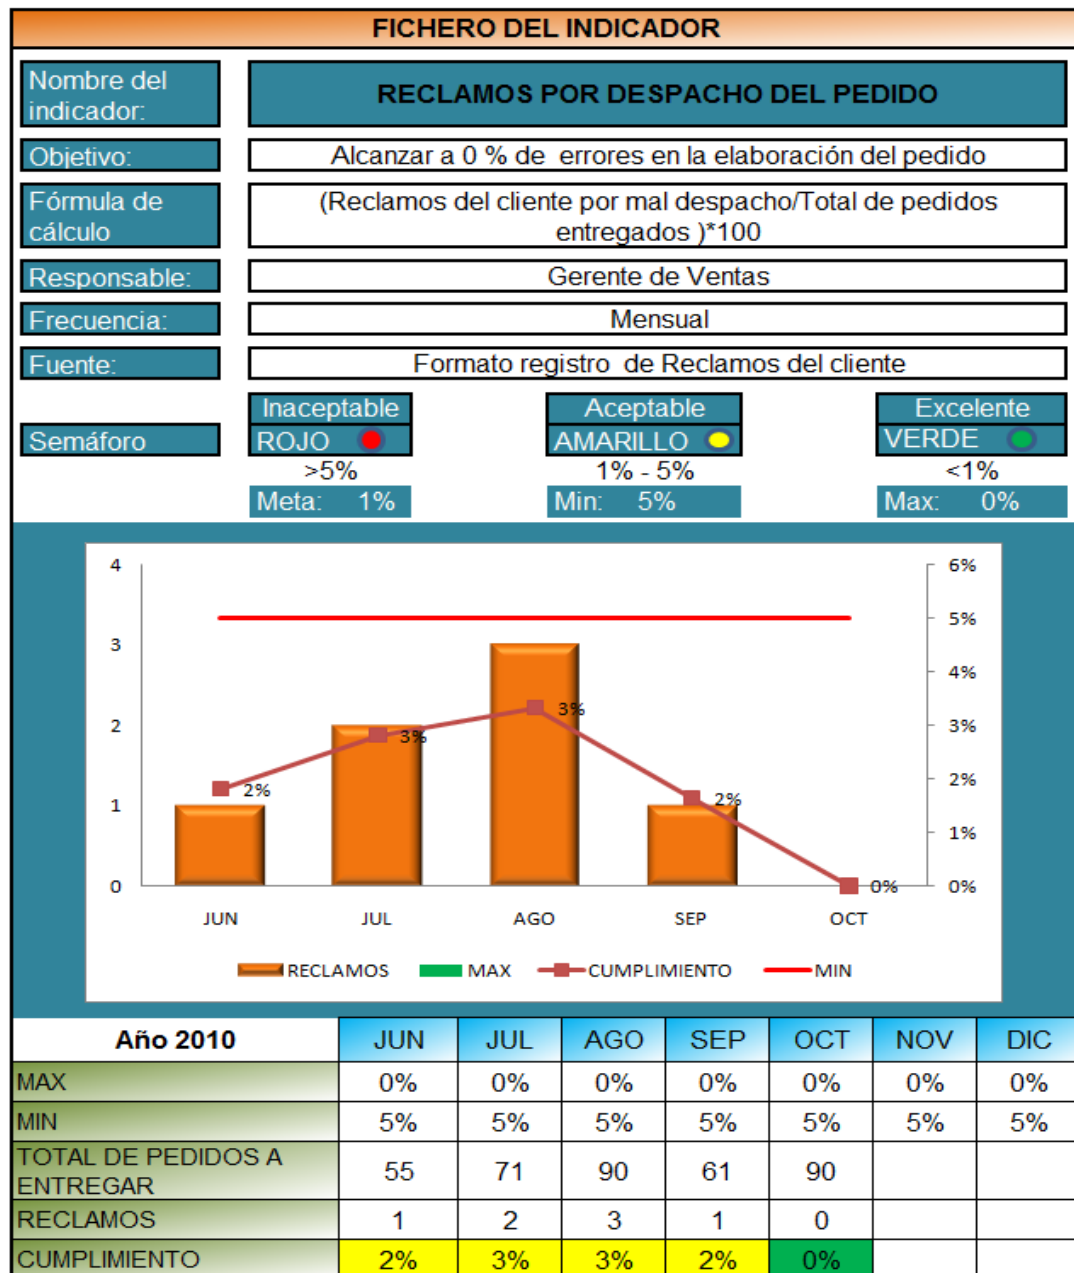 FICHERO DEL INDICADOR
Nombre del
indicador:
RECLAMOS POR DESPACHO DEL PEDIDO
Objetivo:
Alcanzar a 0 % de errores en la elaboración del pedido
Fórmula de
cálculo
(Reclamos del cliente por mal despacho/Total de pedidos
entregados )*100
Responsable:
Gerente de Ventas
Frecuencia:
Mensual
Fuente:
Formato registro de Reclamos del cliente
Semáforo
Inaceptable Aceptable Excelente
ROJO AMARILLO VERDE
>5% 1% - 5% <1%
Meta: 1% Min: 5% Max: 0%
4 6%
5%
3
4%
2 3%
2%
1
1%
0 0%
2% 3% 3% 2% 0%
JUN JUL AGO SEP OCT
RECLAMOS MAX CUMPLIMIENTO MIN
Año 2010 JUN JUL AGO SEP OCT NOV DIC
MAX 0% 0% 0% 0% 0% 0% 0%
MIN 5% 5% 5% 5% 5% 5% 5%
TOTAL DE PEDIDOS A
ENTREGAR 55 71 90 61 90
RECLAMOS 1 2 3 1 0
CUMPLIMIENTO 2% 3% 3% 2% 0%